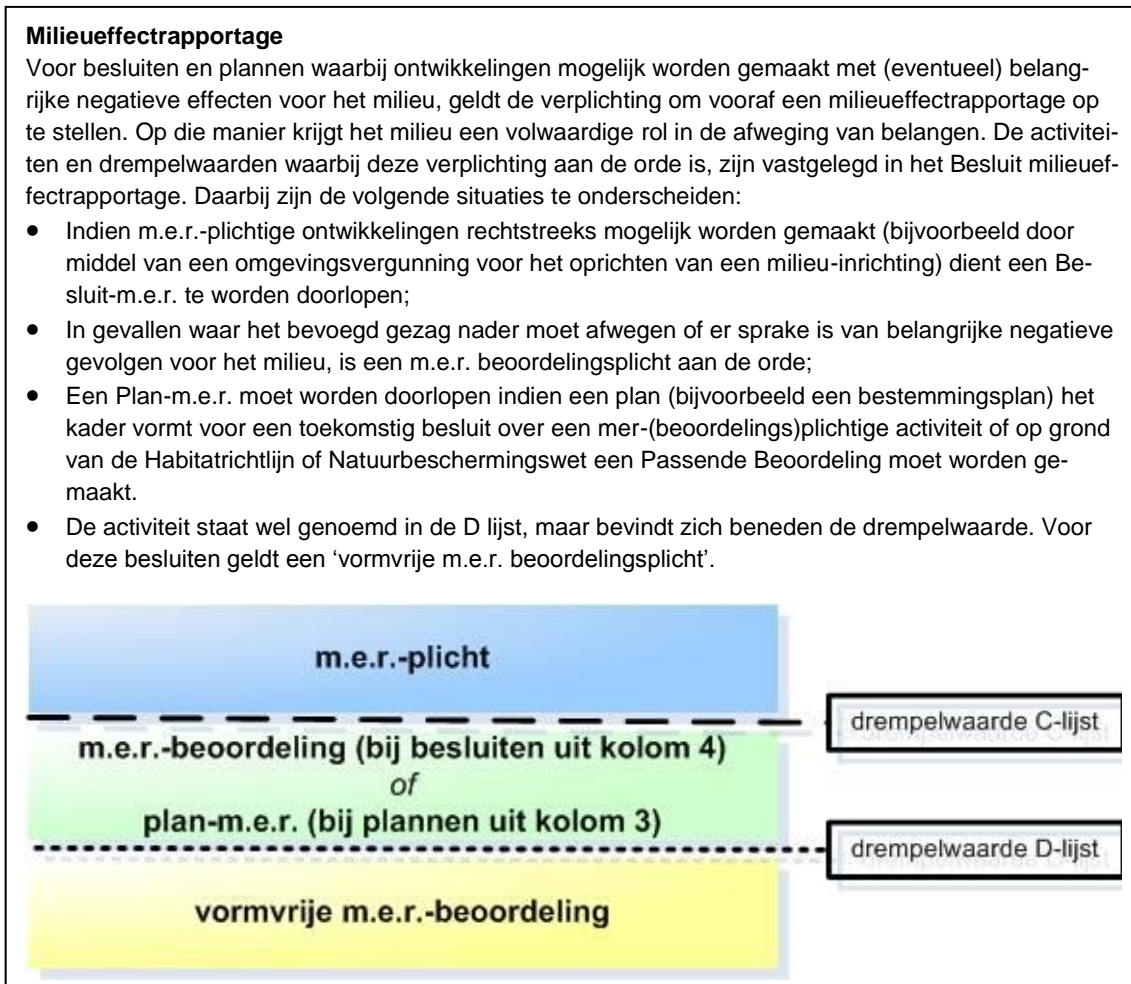 Milieueffectrapportage
Voor besluiten en plannen waarbij ontwikkelingen mogelijk worden gemaakt met (eventueel) belang-
rijke negatieve effecten voor het milieu, geldt de verplichting om vooraf een milieueffectrapportage op
te stellen. Op die manier krijgt het milieu een volwaardige rol in de afweging van belangen. De activitei-
ten en drempelwaarden waarbij deze verplichting aan de orde is, zijn vastgelegd in het Besluit milieuef-
fectrapportage. Daarbij zijn de volgende situaties te onderscheiden:
• Indien m.e.r.-plichtige ontwikkelingen rechtstreeks mogelijk worden gemaakt (bijvoorbeeld door
middel van een omgevingsvergunning voor het oprichten van een milieu-inrichting) dient een Be-
sluit-m.e.r. te worden doorlopen;
• In gevallen waar het bevoegd gezag nader moet afwegen of er sprake is van belangrijke negatieve
gevolgen voor het milieu, is een m.e.r. beoordelingsplicht aan de orde;
• Een Plan-m.e.r. moet worden doorlopen indien een plan (bijvoorbeeld een bestemmingsplan) het
kader vormt voor een toekomstig besluit over een mer-(beoordelings)plichtige activiteit of op grond
van de Habitatrichtlijn of Natuurbeschermingswet een Passende Beoordeling moet worden ge-
maakt.
• De activiteit staat wel genoemd in de D lijst, maar bevindt zich beneden de drempelwaarde. Voor
deze besluiten geldt een ‘vormvrije m.e.r. beoordelingsplicht’.
m.e.r.-plicht
drempelwaarde C-lijst
m.e.r.-beoordeling (bij besluiten uit kolom 4)
of
plan-m.e.r. (bij plannen uit kolom 3)
drempelwaarde D-lijst
vormvrije m.e.r.-beoordeling